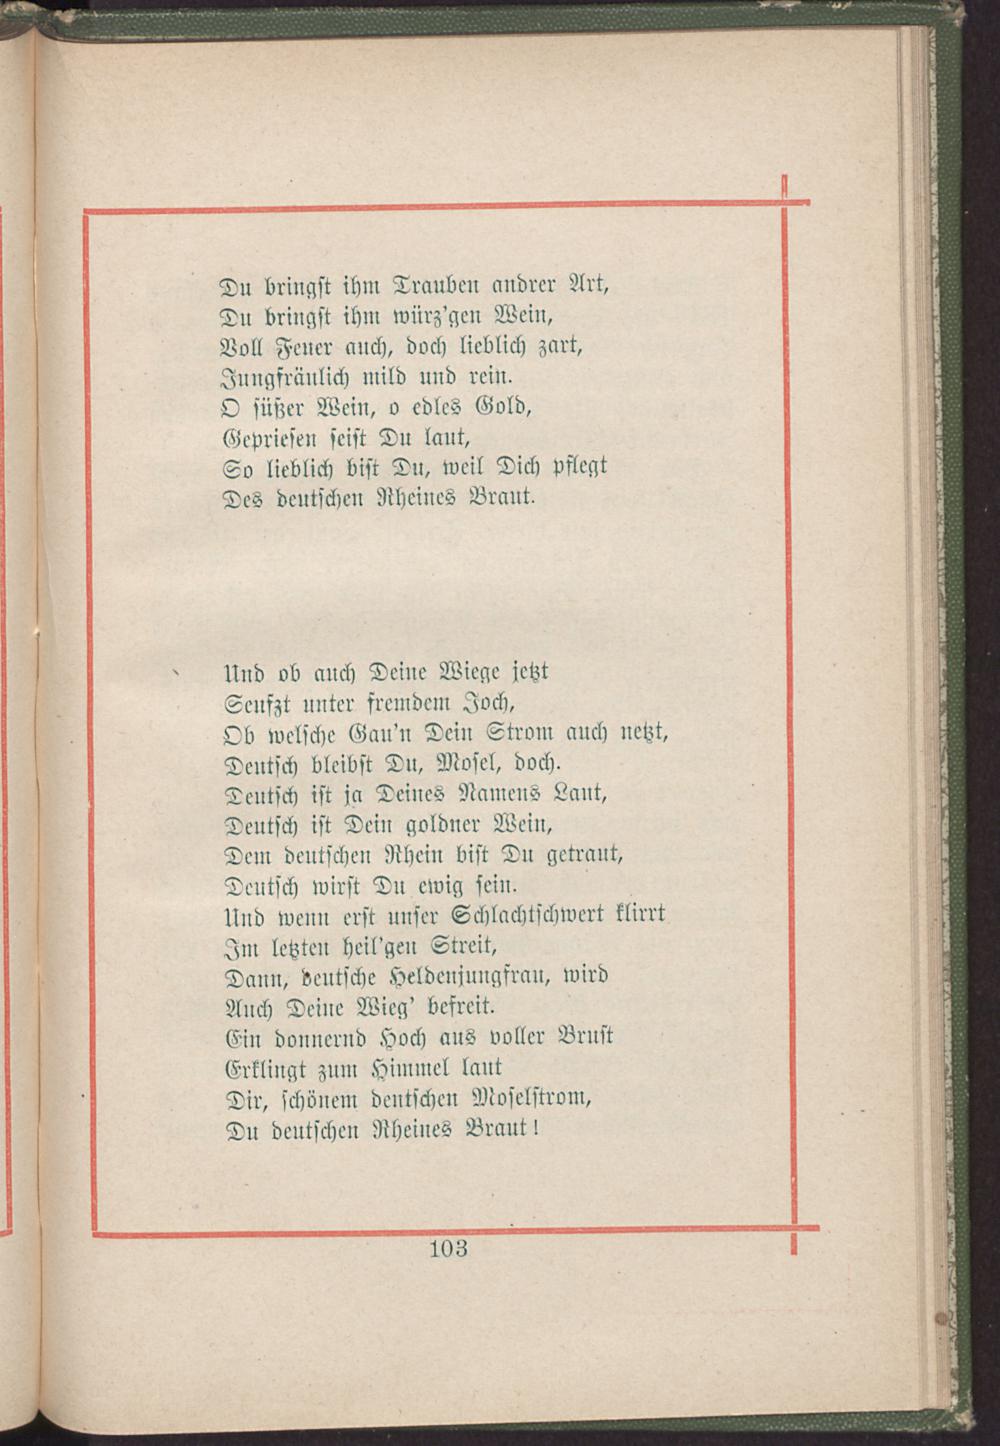 Du bringst ihm Trauben andrer Art,
Du bringst ihm würz'gen Wein,
Voll Feuer auch, doch lieblich zart,
Jungfräulich mild und rein.
O süßer Wein, o edles Gold,
Gepriesen seist Du laut,
So lieblich bist Du, weil Dich pflegt
Des deutschen Rheines Braut.
Und ob auch Deine Wiege jetzt
Seufzt unter fremdem Joch,
Ob welsche Gau'n Dein Strom auch netzt,
Deutsch bleibst Du, Mosel, doch.
Deutsch ist ja Deines Namens Laut,
Deutsch ist Dein goldner Wein,
Dem deutschen Rhein bist Du getraut,
Deutsch wirst Du ewig sein.
Und wenn erst unser Schlachtschwert klirrt
Im letzten heil'gen Streit,
Dann, deutsche Heldenjungfrau, wird
Auch Deine Wieg' befreit.
Ein donnernd Hoch aus voller Brust
Erklingt zum Himmel laut
Dir, schönem deutschen Moselstrom,
Du deutschen Rheines Braut!
103